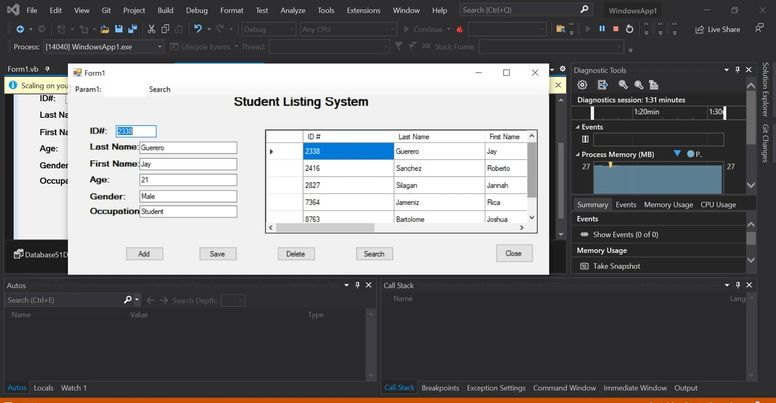 File Edit View Git Project Build Debug Format Test Analyze Tools Extensions Window Help Search (Ctrl+Q) WindowsApp1
Debug Any CPU Continue Live Share
Process: [14040] WindowsApp1.exe Lifecycle Events Thread: Stack Frame:
Form1.vb
Scaling on you
ID#:
Last Na
First Na
Age:
Gender
Occupa
Database51D
Form1
Param1: Search
Student Listing System
ID#: 2338
Last Name: Guerero
First Name: Jay
Age: 21
Gender: Male
Occupation Student
ID # Last Name First Name
2338 Guerero Jay
2416 Sanchez Roberto
2827 Silagan Jannah
7364 Jameniz Rica
8763 Bartolome Joshua
Add Save Delete Search Close
Diagnostic Tools
Diagnostics session: 1:31 minutes
1:20min 1:30
Events
Process Memory (MB) P..
27 27
0 0
Summary Events Memory Usage CPU Usage
Events
Show Events (0 of 0)
Memory Usage
Take Snapshot
Solution Explorer
Git Changes
Autos
Search (Ctrl+E) Search Depth:
Name Value Type
Autos Locals Watch 1
Call Stack
Name Lang
Call Stack Breakpoints Exception Settings Command Window Immediate Window Output